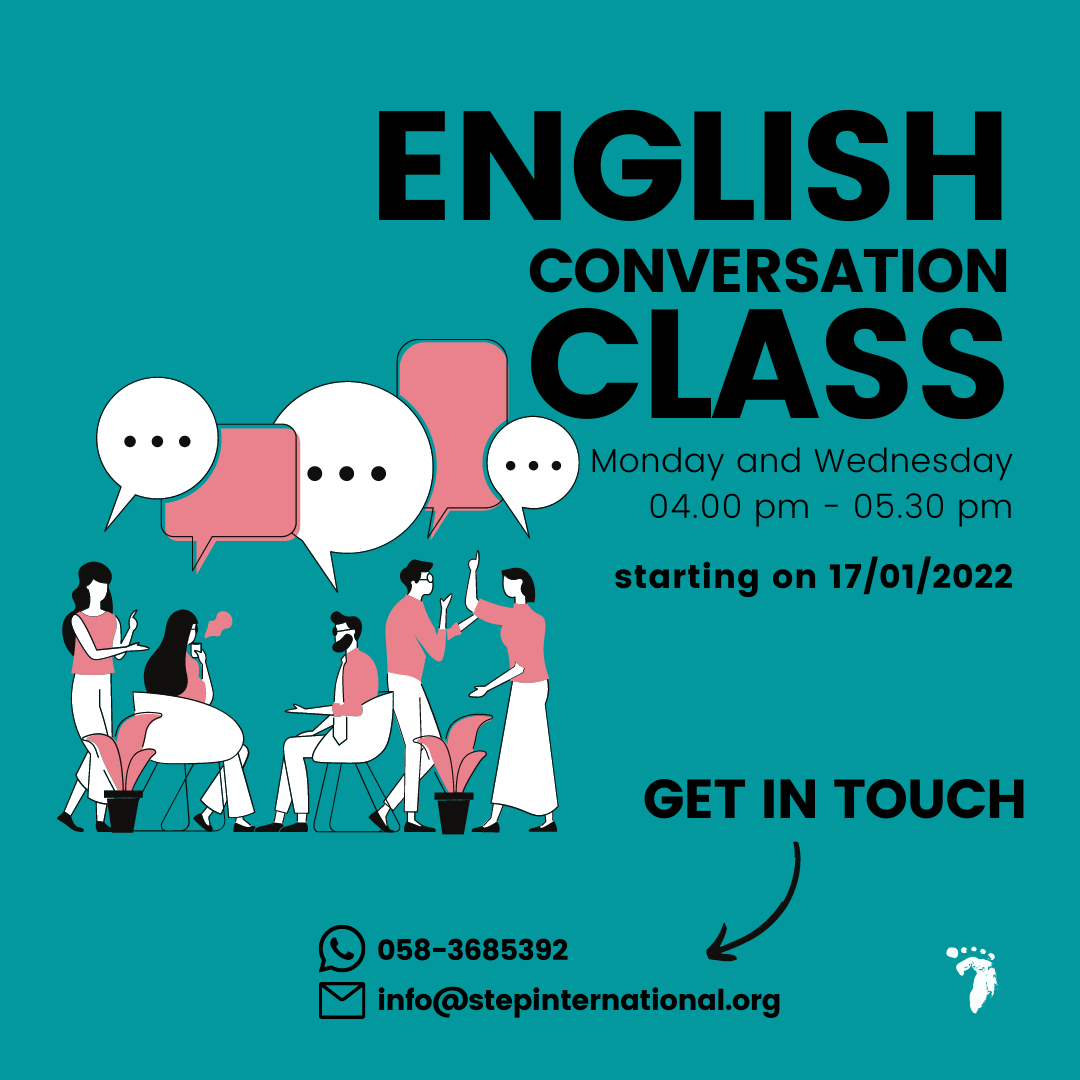 ENGLISH
CONVERSATION
CLASS
Monday and Wednesday
04.00 pm - 05.30 pm
starting on 17/01/2022
GET IN TOUCH
058-3685392
info@stepinternational.org